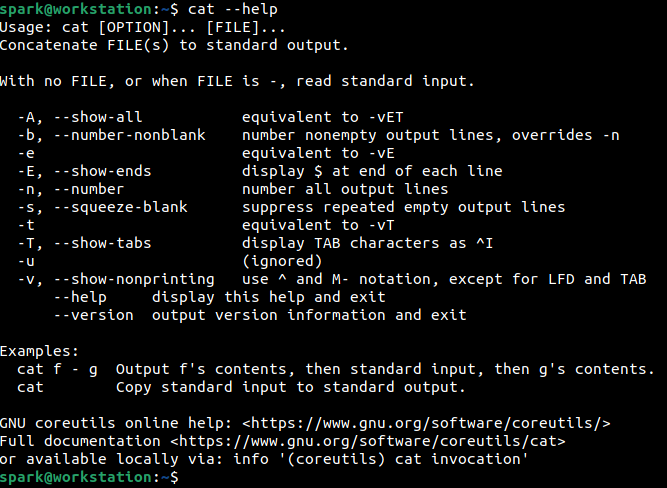 spark@workstation:~$ cat --help
Usage: cat [OPTION]... [FILE]...
Concatenate FILE(s) to standard output.

With no FILE, or when FILE is -, read standard input.

  -A, --show-all           equivalent to -vET
  -b, --number-nonblank    number nonempty output lines, overrides -n
  -e                       equivalent to -vE
  -E, --show-ends          display $ at end of each line
  -n, --number             number all output lines
  -s, --squeeze-blank      suppress repeated empty output lines
  -t                       equivalent to -vT
  -T, --show-tabs          display TAB characters as ^I
  -u                       (ignored)
  -v, --show-nonprinting   use ^ and M- notation, except for LFD and TAB
      --help     display this help and exit
      --version  output version information and exit

Examples:
  cat f - g  Output f's contents, then standard input, then g's contents.
  cat        Copy standard input to standard output.

GNU coreutils online help: <https://www.gnu.org/software/coreutils/>
Full documentation <https://www.gnu.org/software/coreutils/cat>
or available locally via: info '(coreutils) cat invocation'
spark@workstation:~$